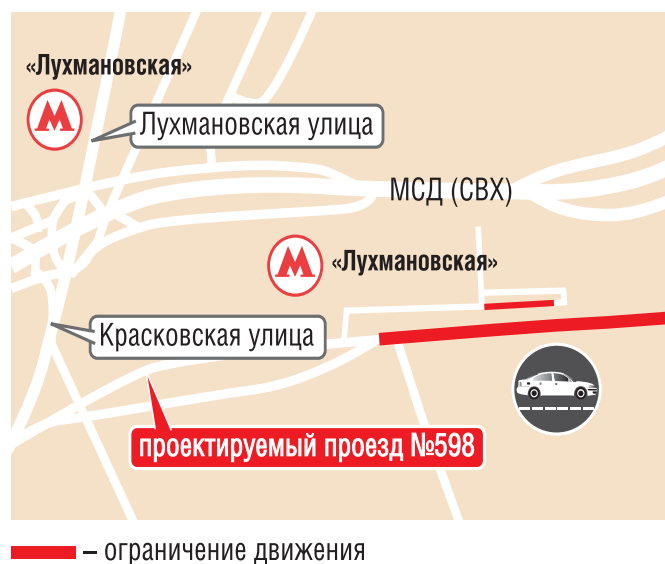 «Лухмановская»
М
Лухмановская улица
МСД (СВХ)
М
«Лухмановская»
Красковская улица
проектируемый проезд №598
– ограничение движения